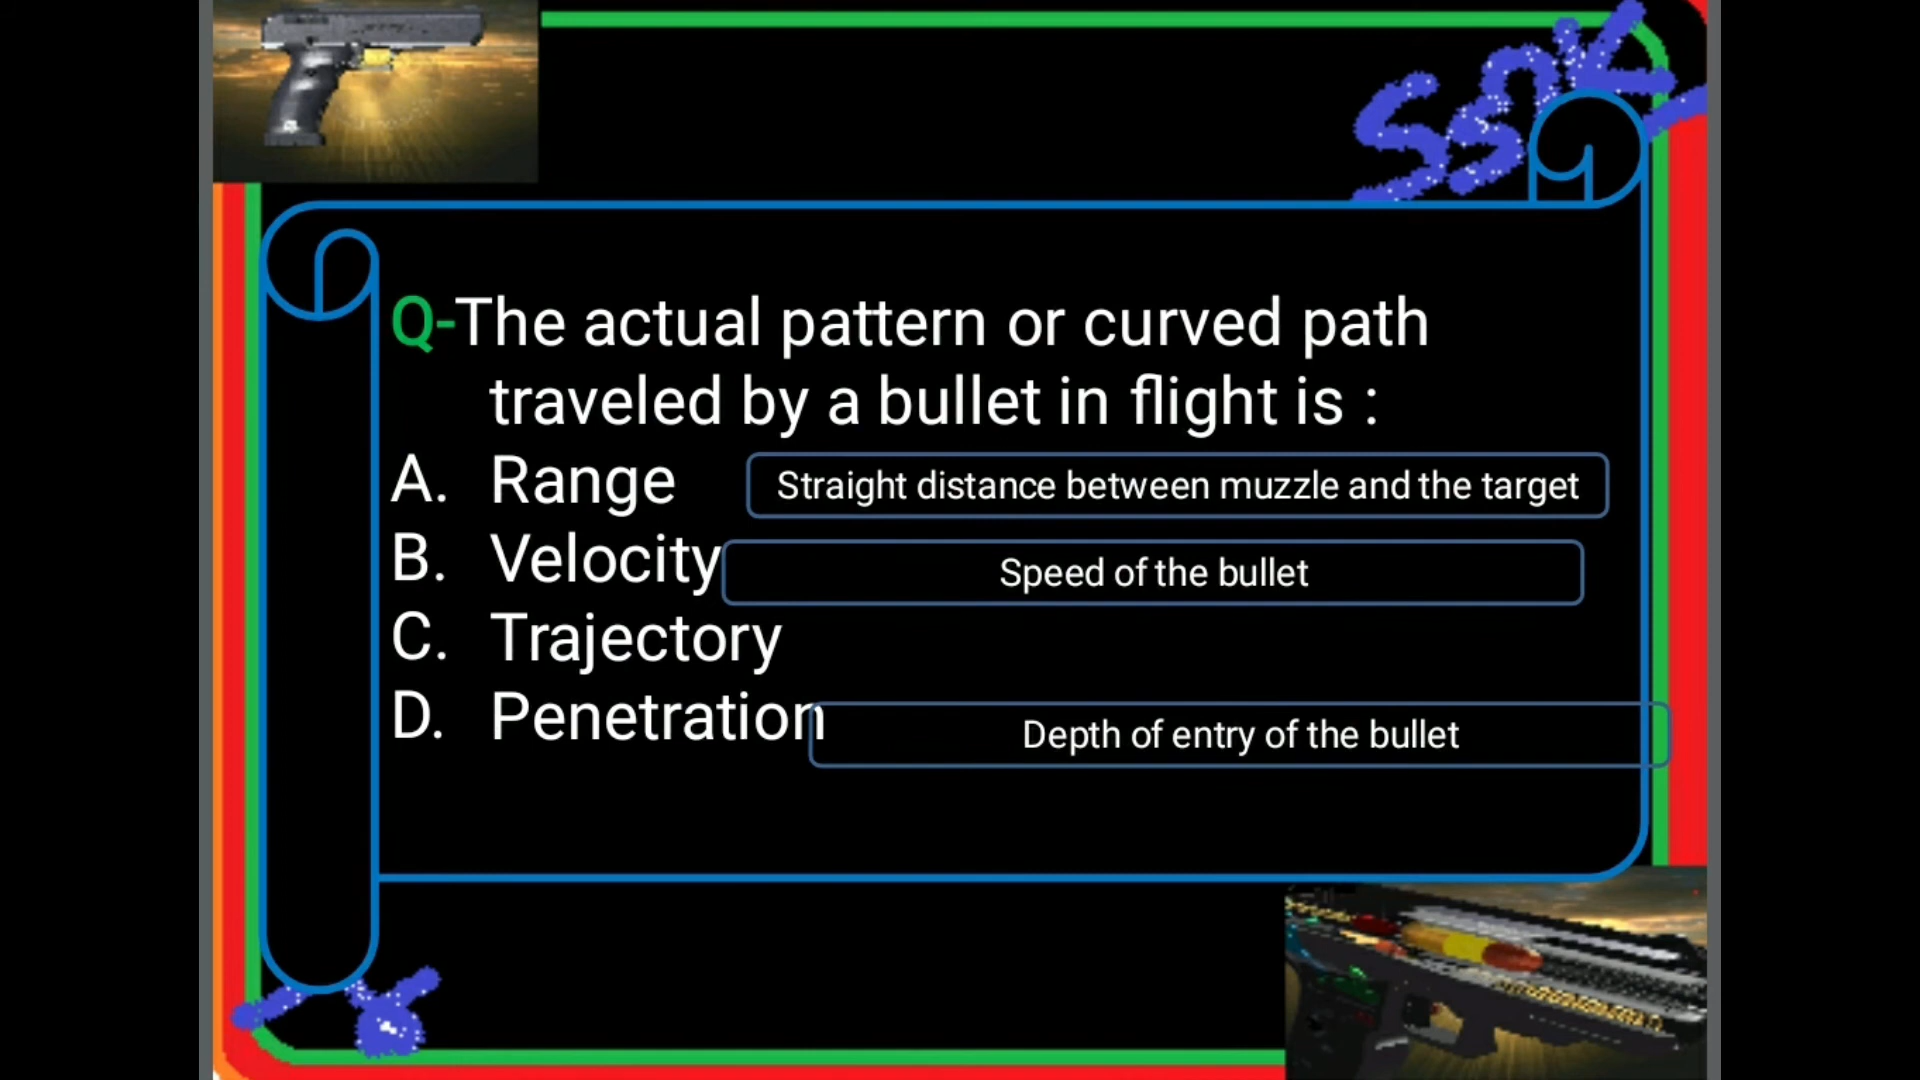 Q-The actual pattern or curved path
traveled by a bullet in flight is :
A. Range
Straight distance between muzzle and the target
B. Velocity
Speed of the bullet
C. Trajectory
D. Penetration
Depth of entry of the bullet